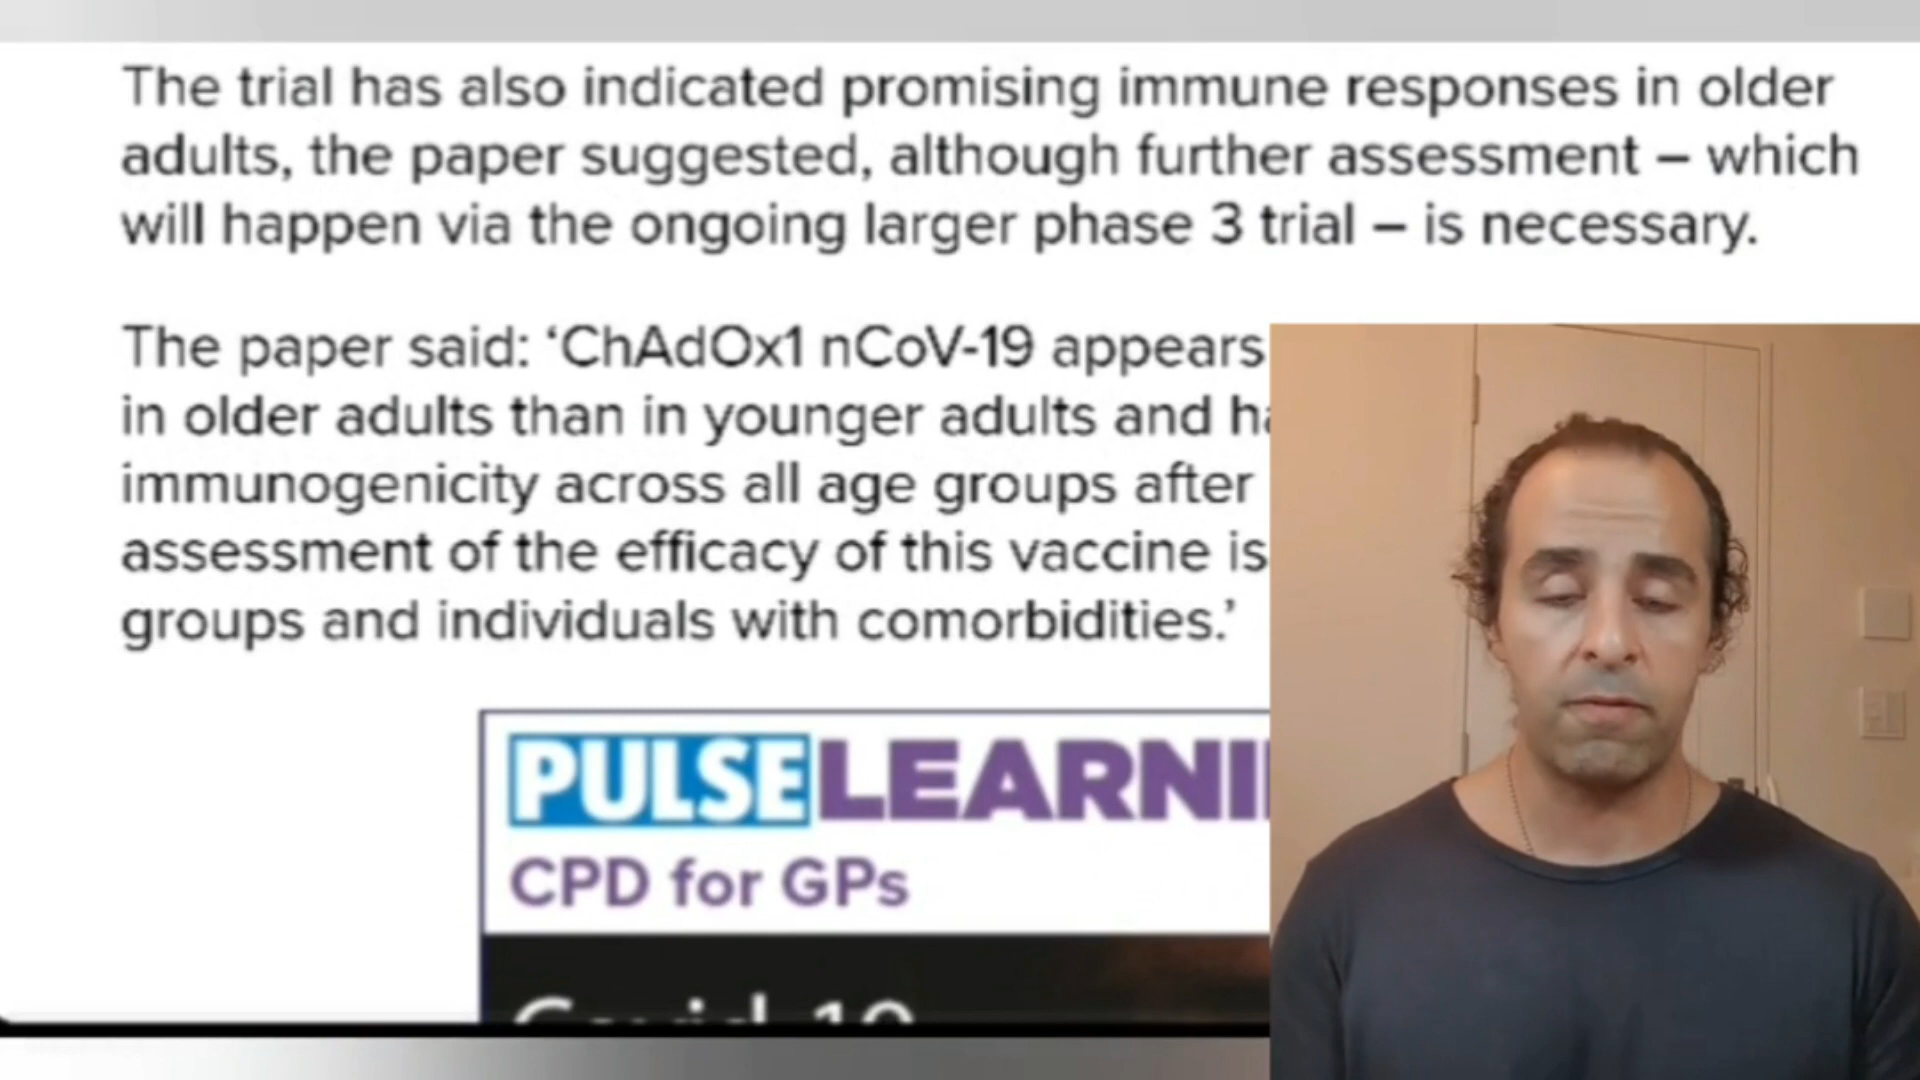 The trial has also indicated promising immune responses in older
adults, the paper suggested, although further assessment – which
will happen via the ongoing larger phase 3 trial – is necessary.
The paper said: ‘ChAdOx1 nCoV-19 appears
in older adults than in younger adults and
immunogenicity across all age groups after
assessment of the efficacy of this vaccine is
groups and individuals with comorbidities.’
PULSE
CPD for GPs
Covid-19